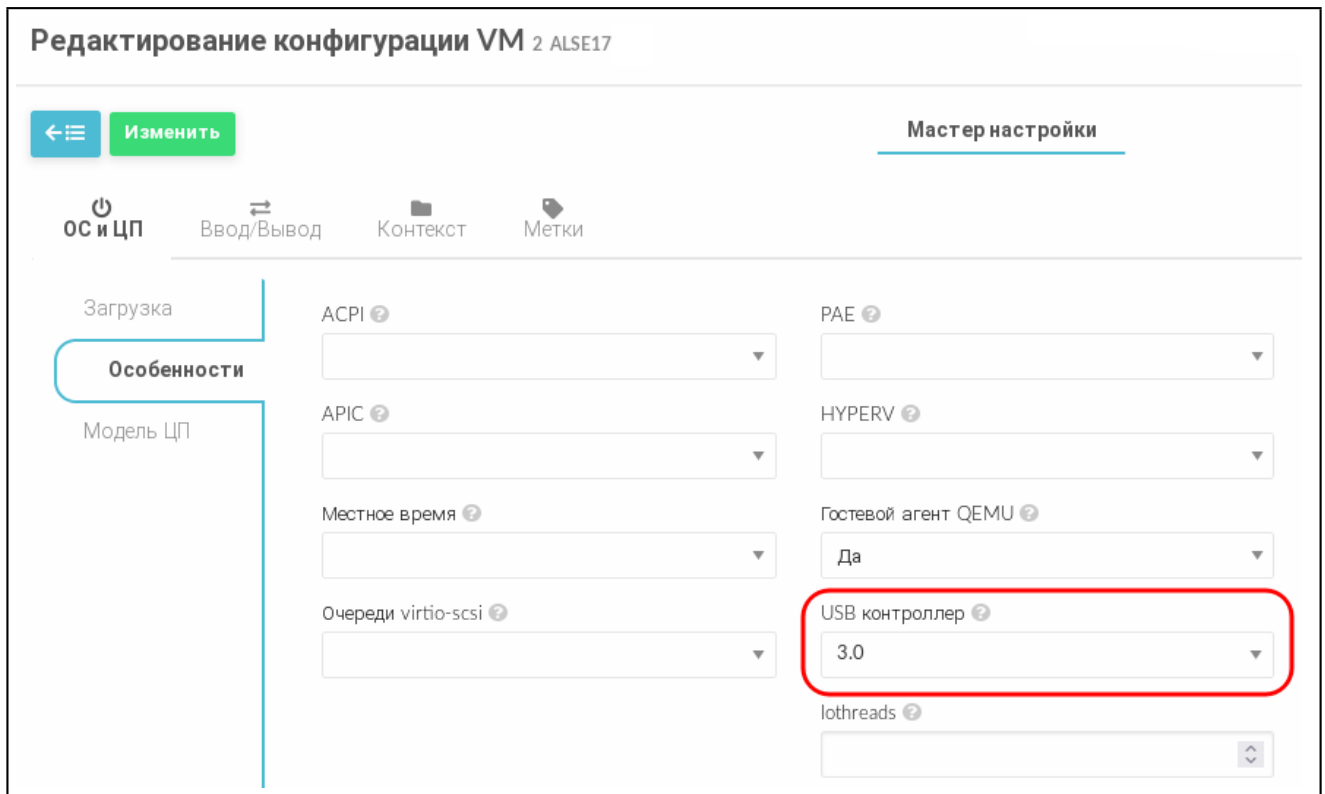 Редактирование конфигурации VM 2 ALSE17
Изменить
Мастер настройки
ОС и ЦП
Ввод/Вывод
Контекст
Метки
Загрузка
Особенности
Модель ЦП
ACPI
PAE
APIC
HYPERV
Местное время
Гостевой агент QEMU
Да
Очереди virtio-scsi
USB контроллер
3.0
Iothreads